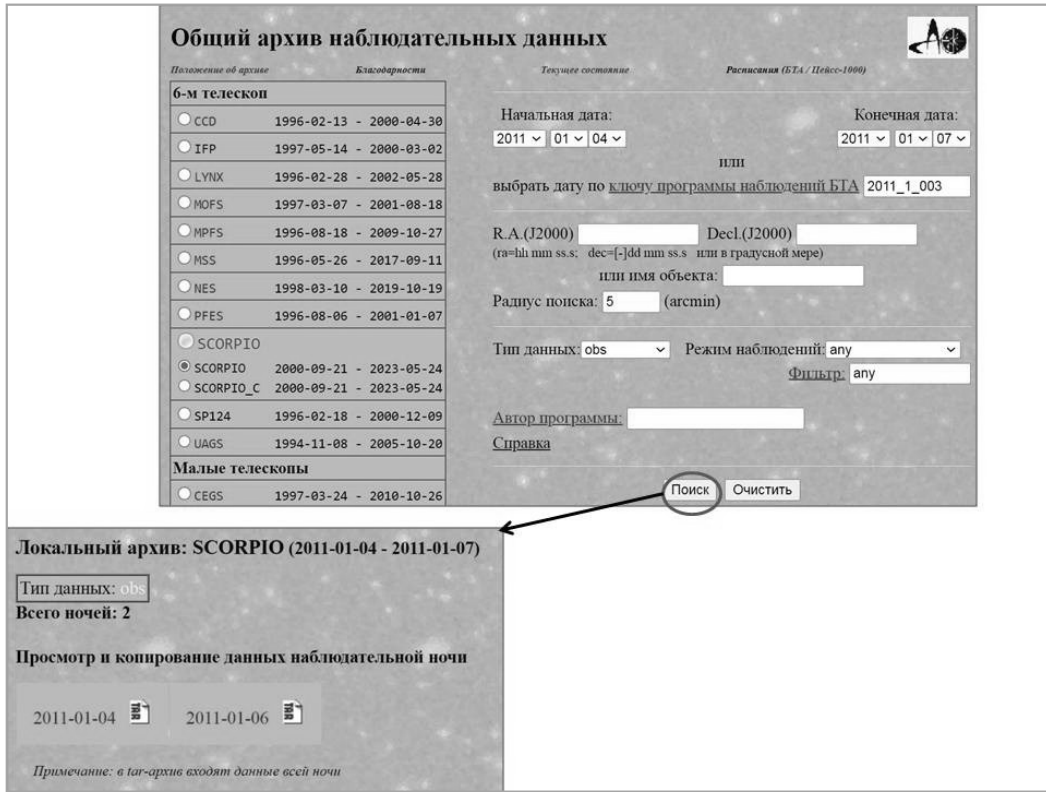 Общий архив наблюдательных данных
Положение об архиве Благодарности Текущее состояние Расписания (БТА / Цейсс-1000)
6-м телескоп
CCD 1996-02-13 - 2000-04-30
IFP 1997-05-14 - 2000-03-02
LYNX 1996-02-28 - 2002-05-28
MOFS 1997-03-07 - 2001-08-18
MPFS 1996-08-18 - 2009-10-27
MSS 1996-05-26 - 2017-09-11
NES 1998-03-10 - 2019-10-19
PFES 1996-08-06 - 2001-01-07
SCORPIO
SCORPIO 2000-09-21 - 2023-05-24
SCORPIO_C 2000-09-21 - 2023-05-24
SP124 1996-02-18 - 2000-12-09
UAGS 1994-11-08 - 2005-10-20
Малые телескопы
CEGS 1997-03-24 - 2010-10-26
Начальная дата: Конечная дата:
2011 01 04 2011 01 07
или
выбрать дату по ключу программы наблюдений БТА 2011_1_003
R.A.(J2000) Decl.(J2000)
(ra=hh mm ss.s; dec=[-]dd mm ss.s или в градусной мере)
или имя объекта:
Радиус поиска: 5 (arcmin)
Тип данных: obs Режим наблюдений: any
Фильтр: any
Автор программы:
Справка
Поиск Очистить
Локальный архив: SCORPIO (2011-01-04 - 2011-01-07)
Тип данных: obs
Всего ночей: 2
Просмотр и копирование данных наблюдательной ночи
2011-01-04 TAR 2011-01-06 TAR
Примечание: в tar-архив входят данные всей ночи